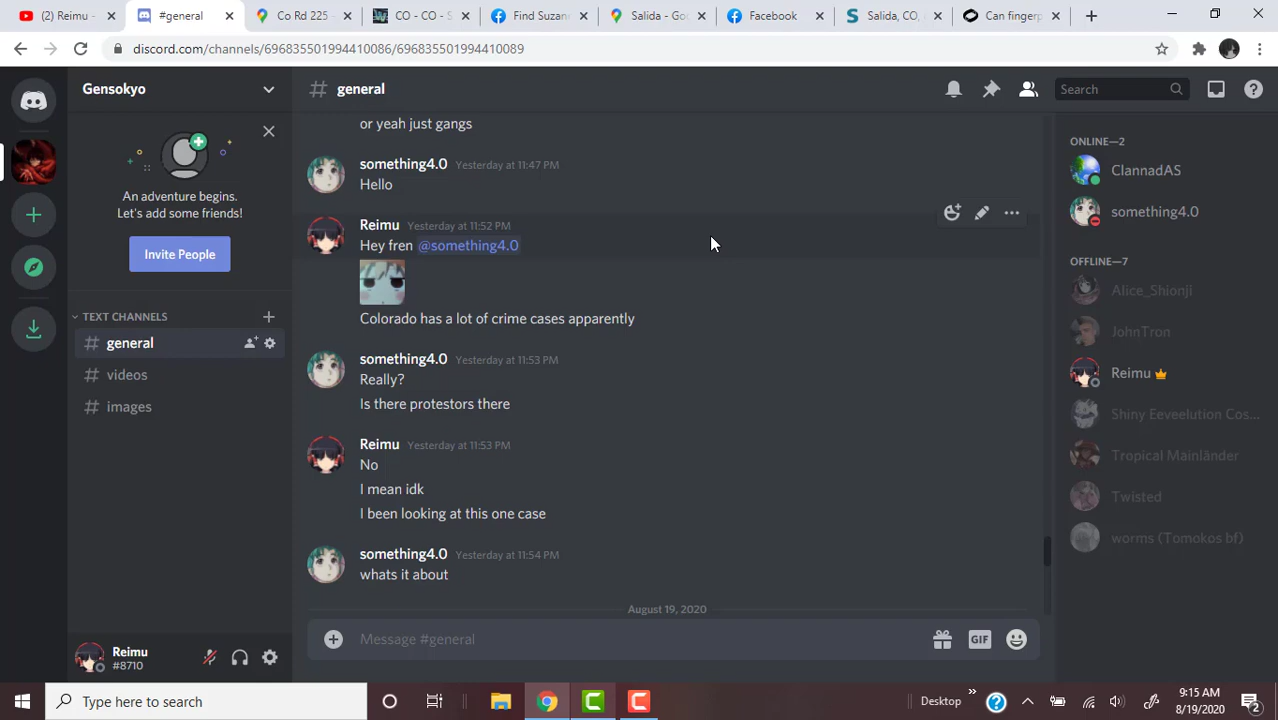 (2) Reimu -
#general
Co Rd 225 -
CO - CO - S
Find Suzann
Salida - Goo
Facebook
Salida, CO,
Can fingerp
discord.com/channels/696835501994410086/696835501994410089
Gensokyo
general
Search
An adventure begins.
Let's add some friends!
Invite People
TEXT CHANNELS
general
videos
images
Reimu
#8710
or yeah just gangs
something4.0 Yesterday at 11:47 PM
Hello
Reimu Yesterday at 11:52 PM
Hey fren @something4.0
Colorado has a lot of crime cases apparently
something4.0 Yesterday at 11:53 PM
Really?
Is there protestors there
Reimu Yesterday at 11:53 PM
No
I mean idk
I been looking at this one case
something4.0 Yesterday at 11:54 PM
whats it about
August 19, 2020
Message #general
GIF
ONLINE—2
ClannadAS
something4.0
OFFLINE—7
Alice_Shionji
JohnTron
Reimu
Shiny Eeveelution Cos...
Tropical Mainländer
Twisted
worms (Tomokos bf)
Type here to search
Desktop
9:15 AM
8/19/2020
2